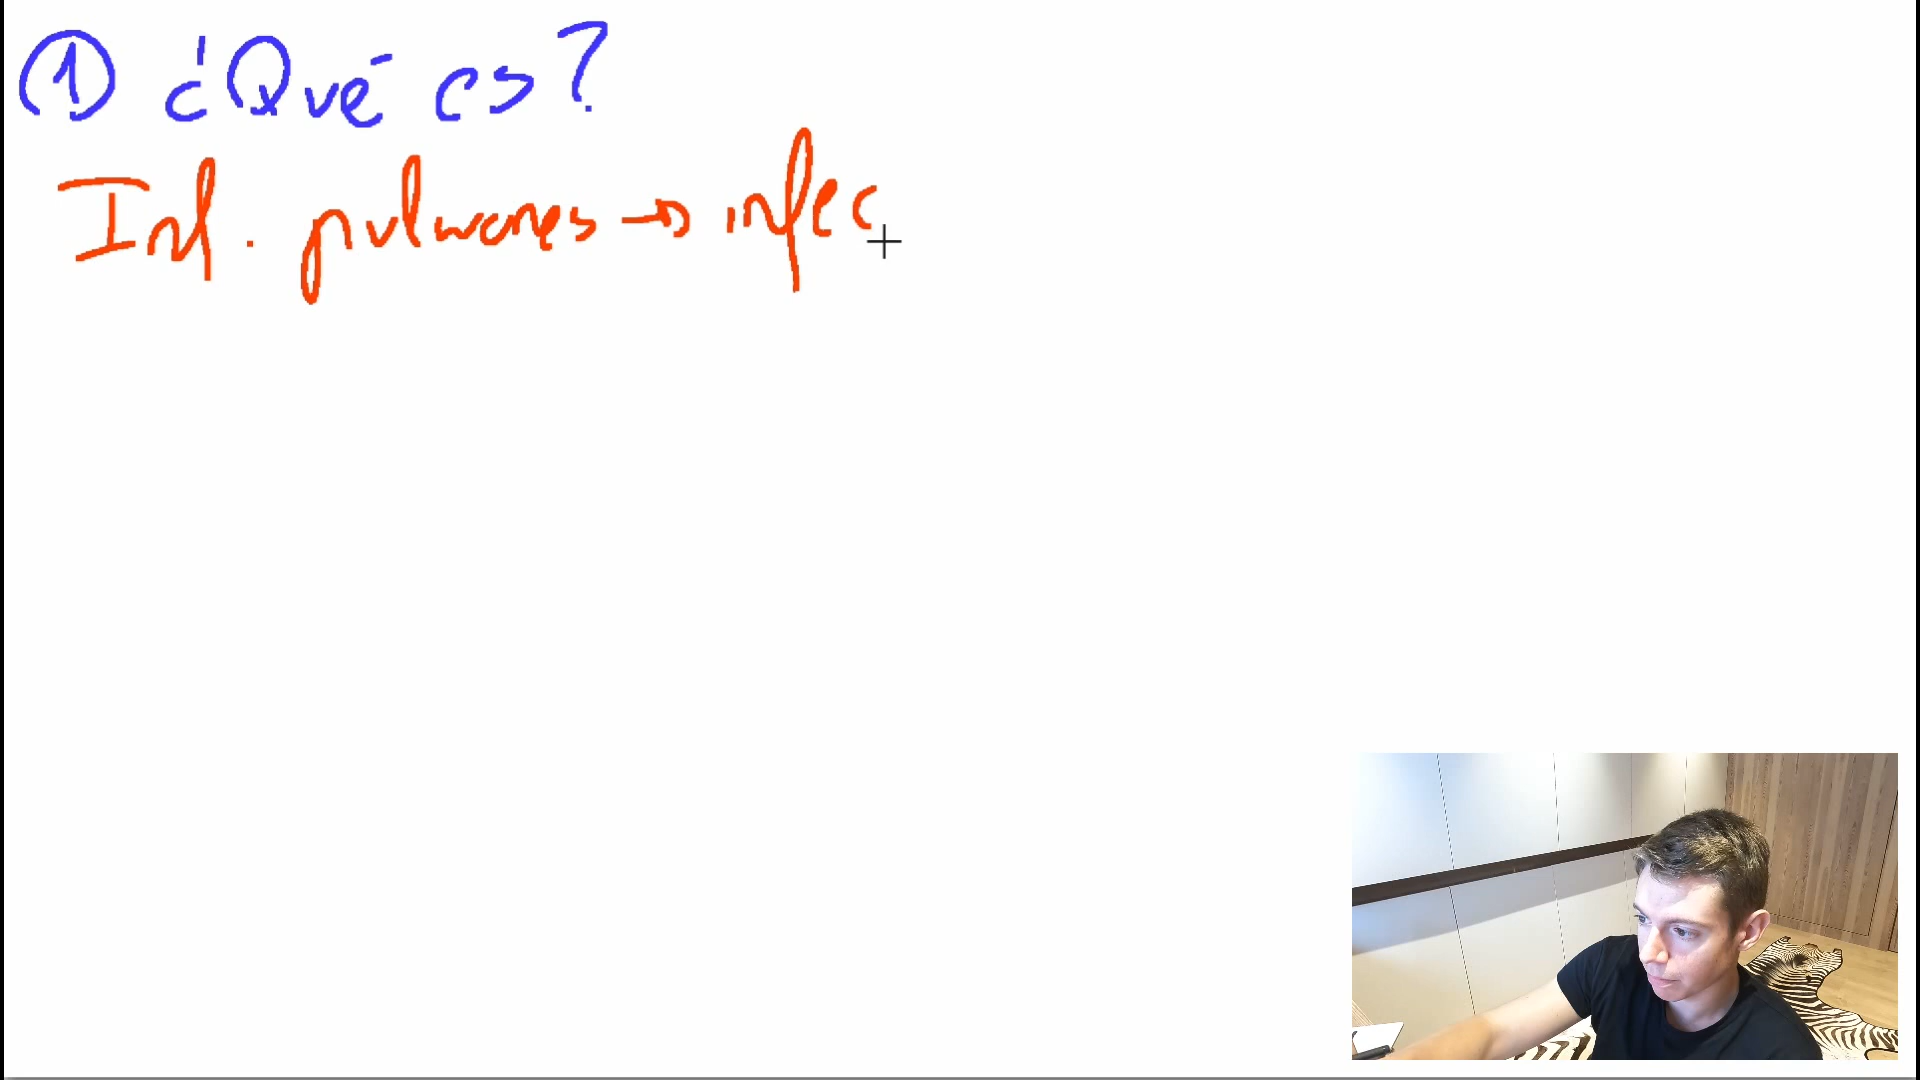 ① ¿Qué es?
Inf. pulmones → infec